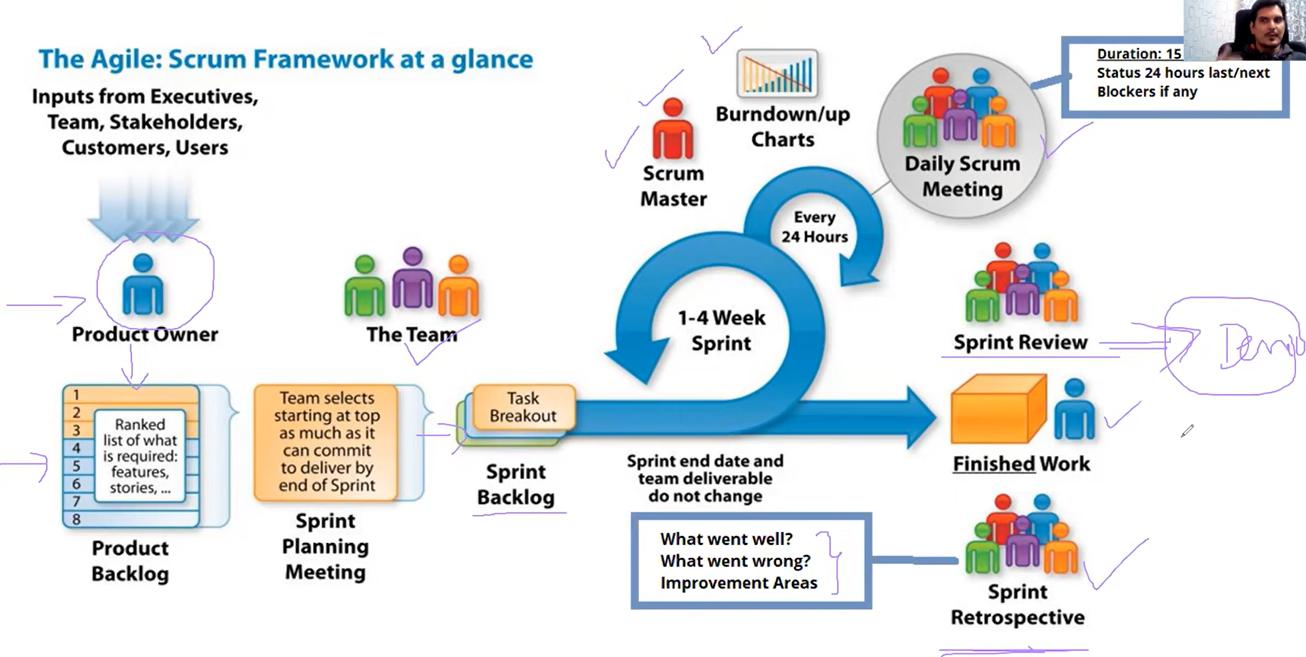 The Agile: Scrum Framework at a glance
Inputs from Executives,
Team, Stakeholders,
Customers, Users
Product Owner
The Team
1
2
3
4
5
6
7
8
Ranked
list of what
is required:
features,
stories, ...
Product
Backlog
Team selects
starting at top
as much as it
can commit
to deliver by
end of Sprint
Sprint
Planning
Meeting
Task
Breakout
Sprint
Backlog
Scrum
Master
Burndown/up
Charts
Every
24 Hours
1-4 Week
Sprint
Sprint end date and
team deliverable
do not change
Daily Scrum
Meeting
Duration: 15
Status 24 hours last/next
Blockers if any
Sprint Review
Demo
Finished Work
What went well?
What went wrong?
Improvement Areas
Sprint
Retrospective